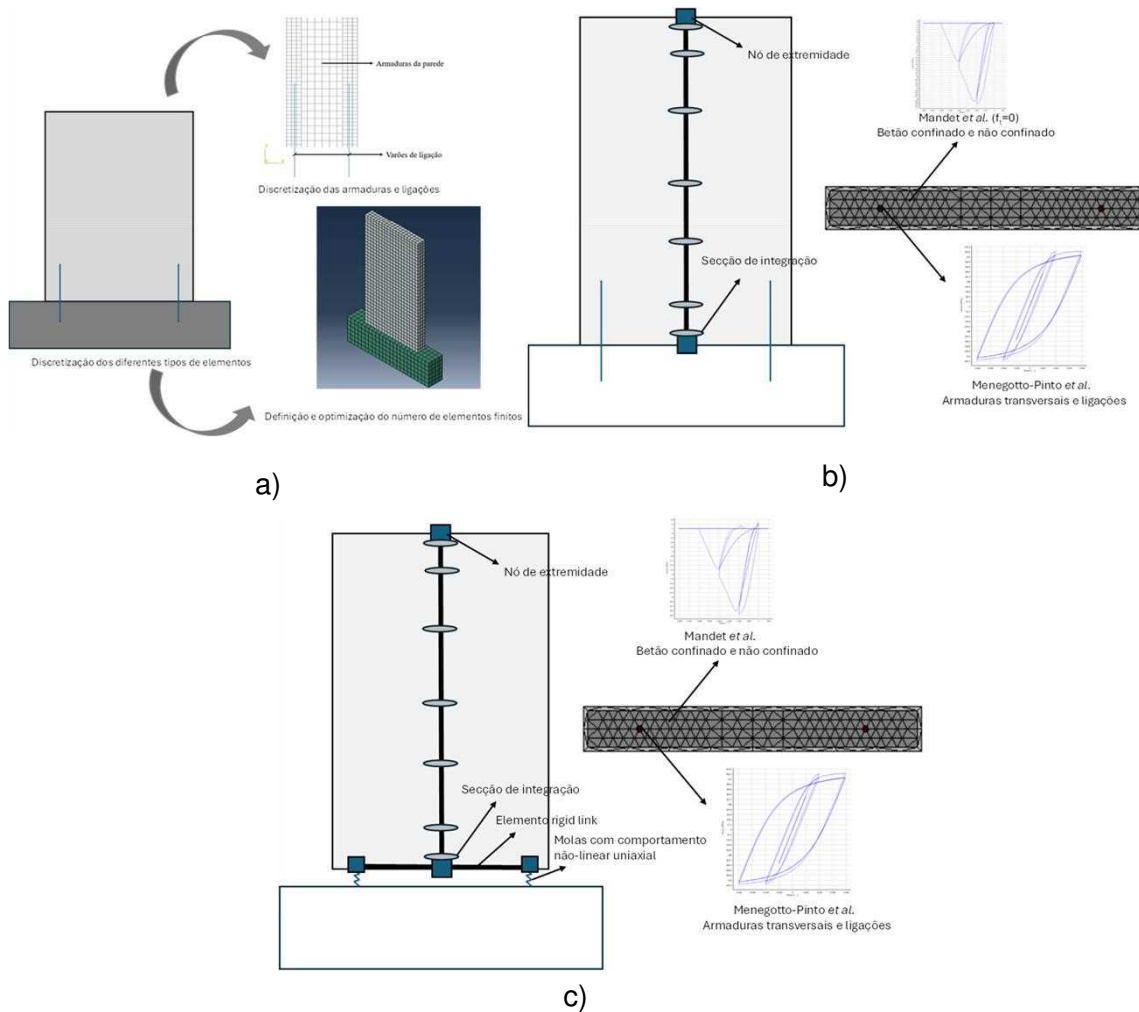 Armaduras da parede
Varões de ligação
Discretização das armaduras e ligações
Discretização dos diferentes tipos de elementos
Definição e optimização do número de elementos finitos
a)
Nó de extremidade
Secção de integração
Mandet et al. (f₁=0)
Betão confinado e não confinado
Menegotto-Pinto et al.
Armaduras transversais e ligações
b)
Nó de extremidade
Secção de integração
Elemento rigid link
Molas com comportamento
não-linear uniaxial
Mandet et al.
Betão confinado e não confinado
Menegotto-Pinto et al.
Armaduras transversais e ligações
c)